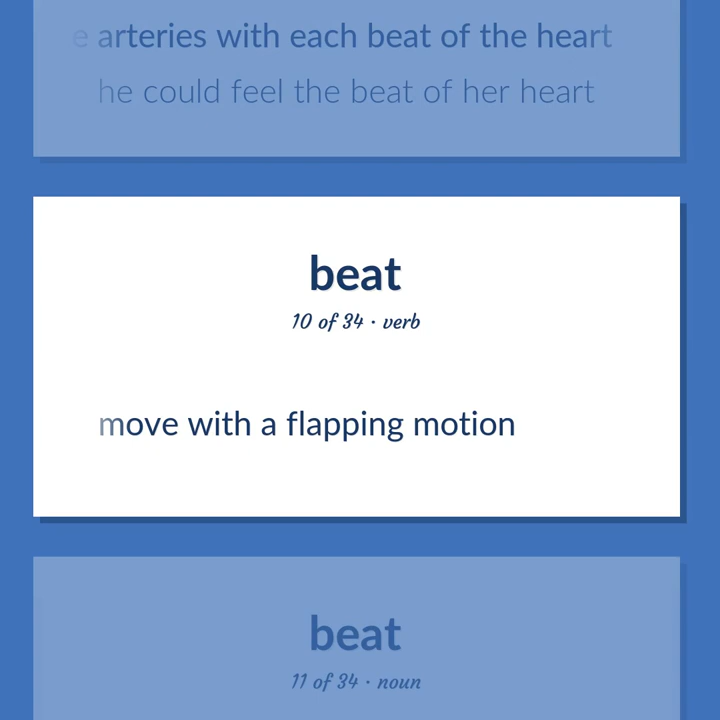 e arteries with each beat of the heart
he could feel the beat of her heart
beat
10 of 34 · verb
move with a flapping motion
beat
11 of 34 · noun